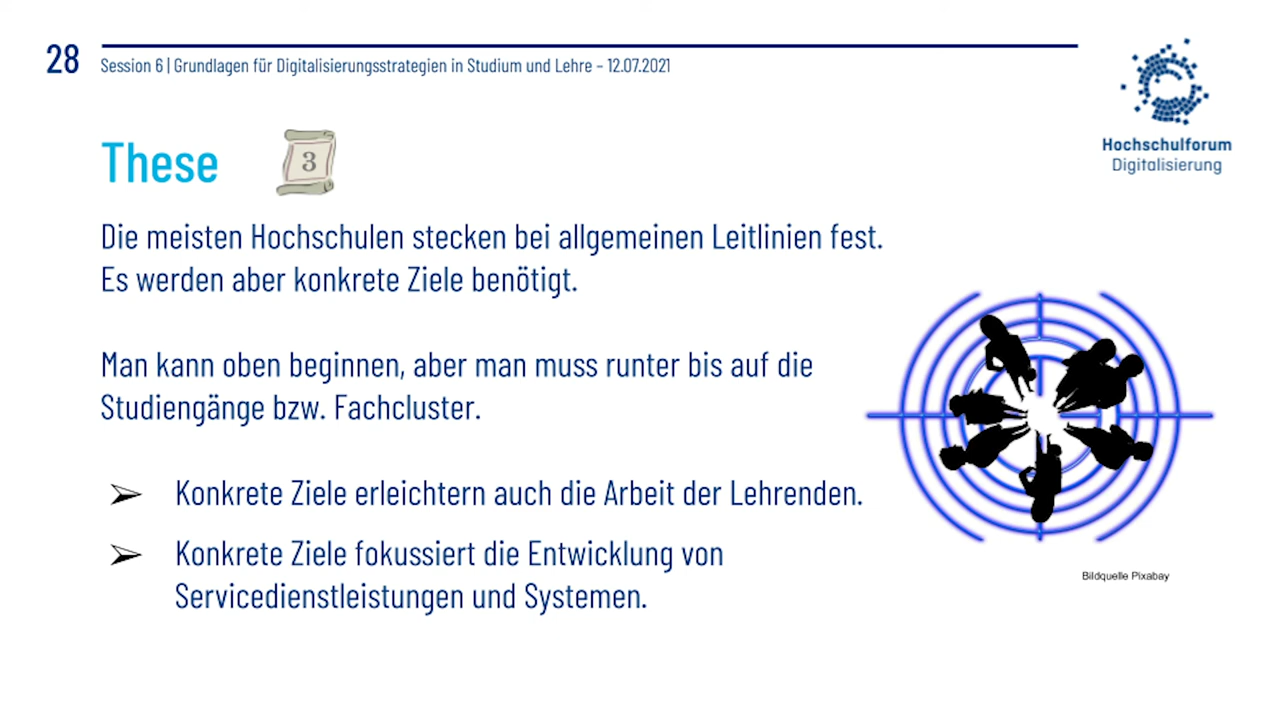 28
Session 6 | Grundlagen für Digitalisierungsstrategien in Studium und Lehre – 12.07.2021
Hochschulforum
Digitalisierung
These
3
Die meisten Hochschulen stecken bei allgemeinen Leitlinien fest.
Es werden aber konkrete Ziele benötigt.
Man kann oben beginnen, aber man muss runter bis auf die
Studiengänge bzw. Fachcluster.
➢ Konkrete Ziele erleichtern auch die Arbeit der Lehrenden.
➢ Konkrete Ziele fokussiert die Entwicklung von
Servicedienstleistungen und Systemen.
Bildquelle Pixabay